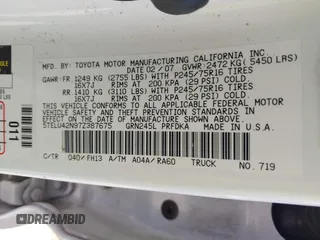 MFD. BY: TOYOTA MOTOR MANUFACTURING CALIFORNIA INC.
DATE: 02/07 GVWR: 2472 KG (5450 LBS)
GAWR: FR 1249 KG (2755 LBS) WITH P245/75R16 TIRES
16X7J RIMS AT 200 KPA (29 PSI) COLD
RR 1410 KG (3110 LBS) WITH P245/75R16 TIRES
16X7J RIMS AT 200 KPA (29 PSI) COLD
THIS VEHICLE CONFORMS TO ALL APPLICABLE FEDERAL MOTOR
VEHICLE SAFETY STANDARDS IN EFFECT ON THE DATE OF
MANUFACTURE SHOWN ABOVE.
5TELU42N97Z387675 GRN245L PRFDKA MADE IN U.S.A.
C/TR 040/FH13 A/TM A04A/RA60 TRUCK NO. 719
011
© DIAMOND BID